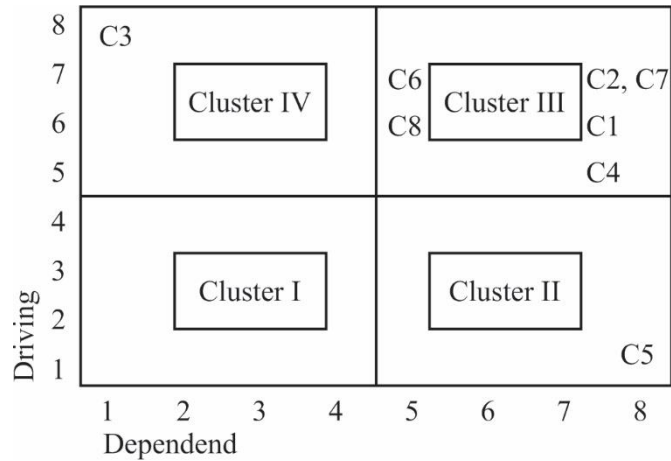 8 C3
7 Cluster IV C6 Cluster III C2, C7
6 C8 C1
5 C4
4
3 Cluster I Cluster II
2
1 C5
Driving
1 2 3 4 5 6 7 8
Dependend